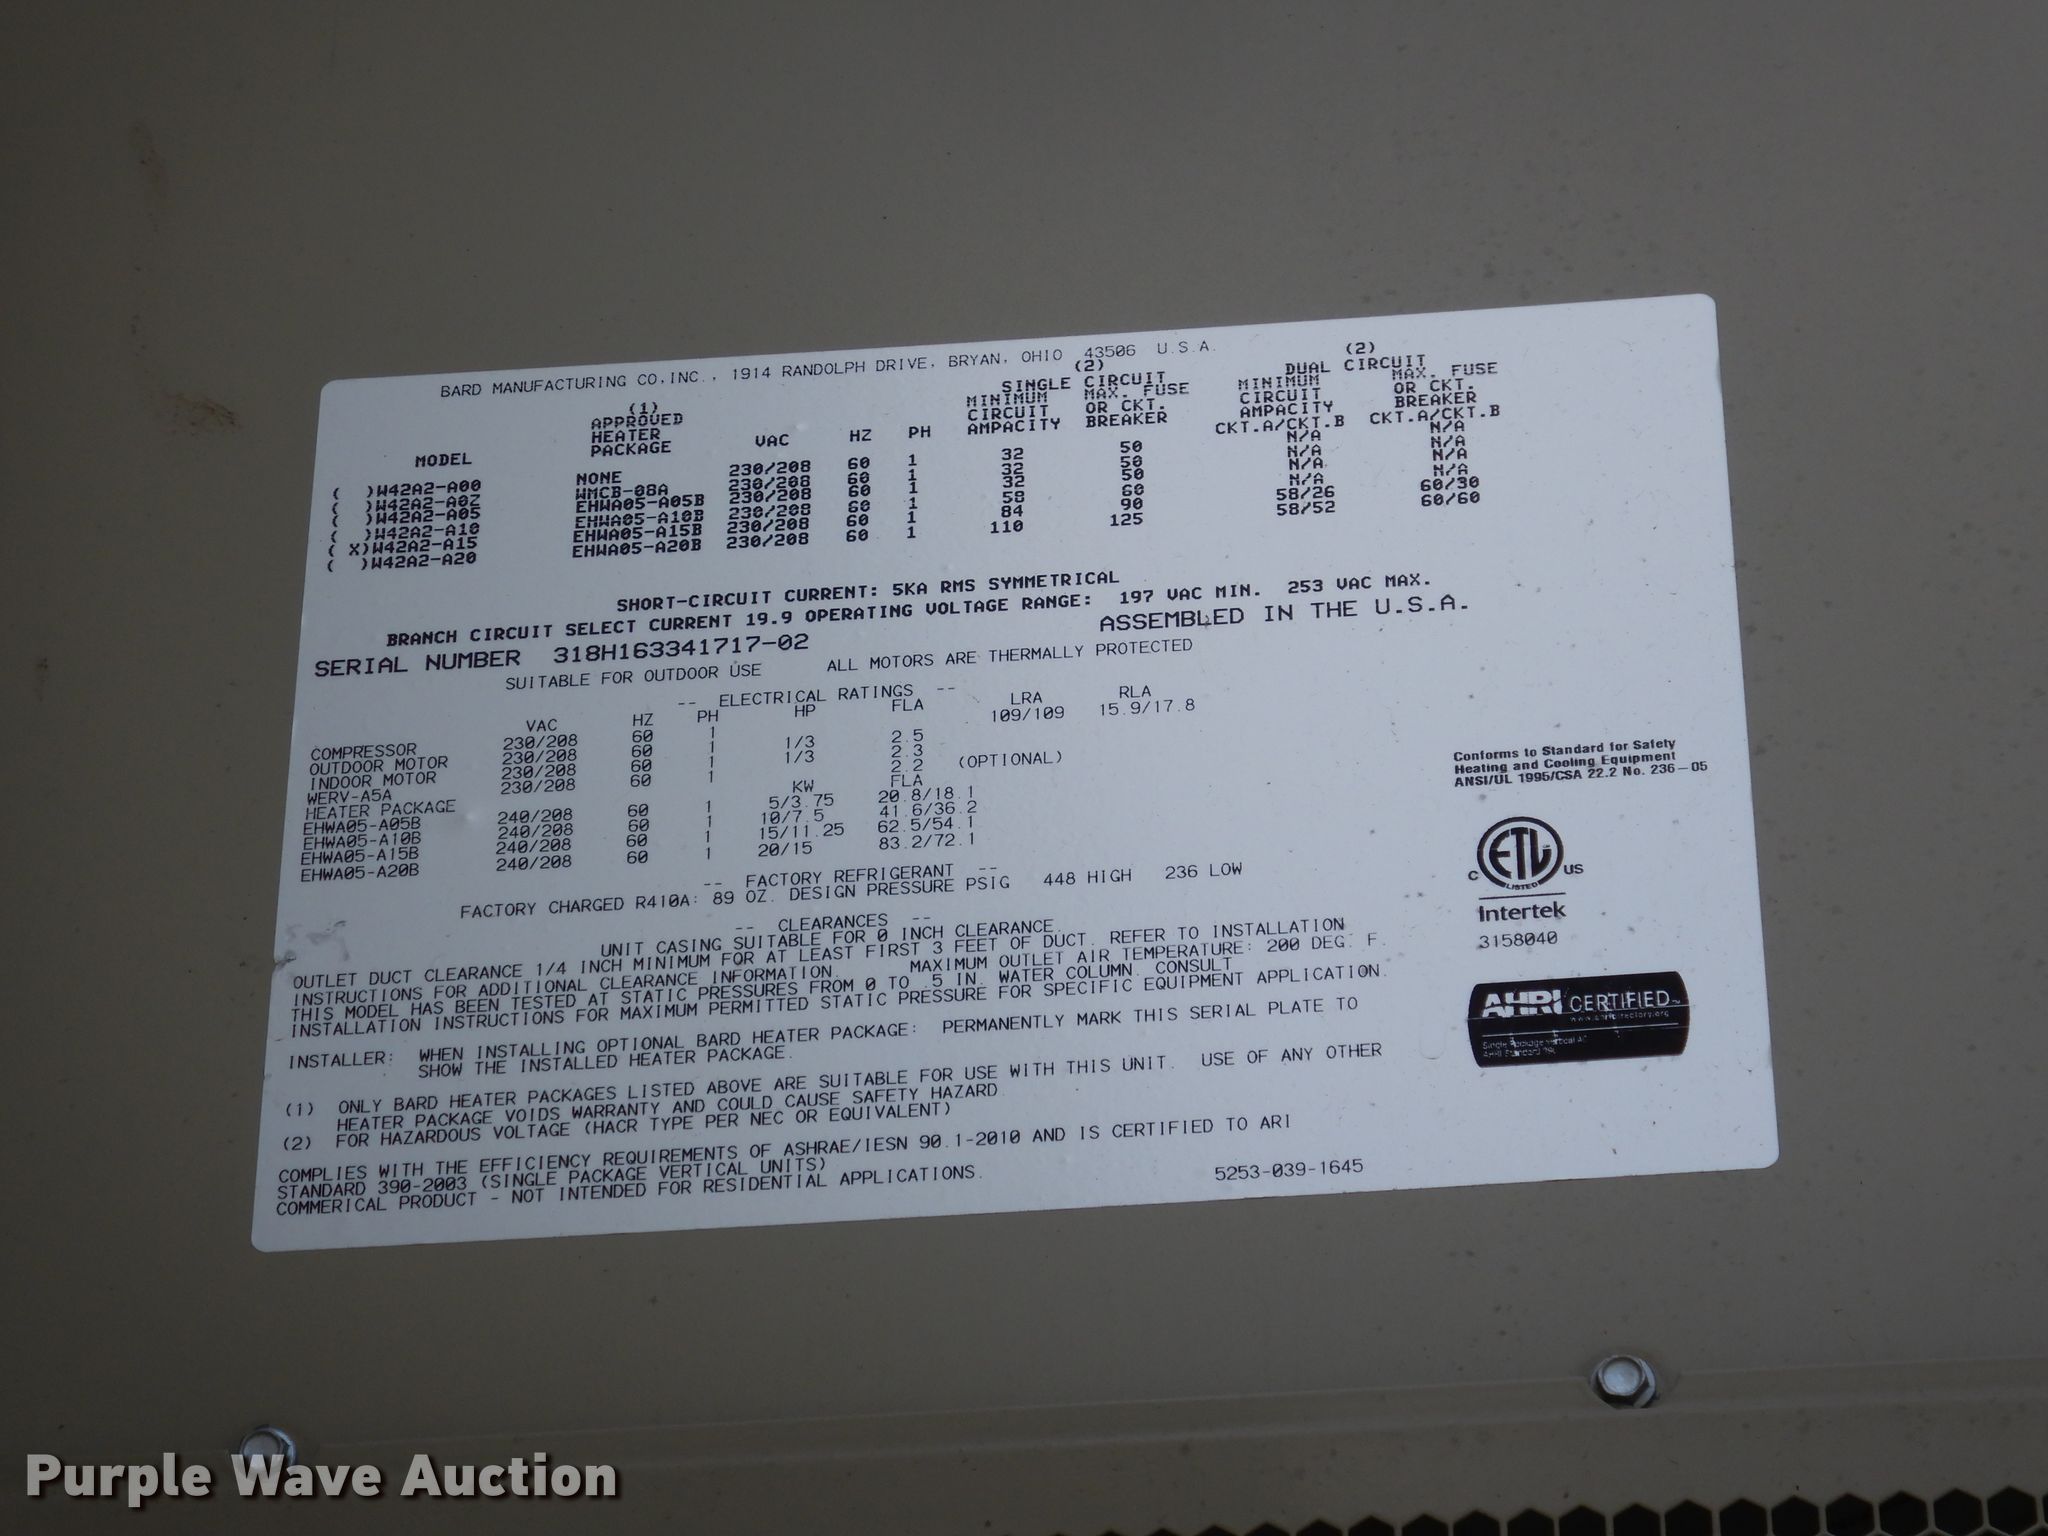 BARD MANUFACTURING CO,INC., 1914 RANDOLPH DRIVE, BRYAN, OHIO 43506 U.S.A.
(2) (2)
SINGLE CIRCUIT DUAL CIRCUIT
(1) MINIMUM MAX. FUSE MINIMUM MAX. FUSE
APPROVED CIRCUIT OR CKT. CIRCUIT OR CKT.
HEATER AMPACITY BREAKER AMPACITY BREAKER
MODEL PACKAGE VAC HZ PH CKT.A/CKT.B CKT.A/CKT.B
( )W42A2-A00 NONE 230/208 60 1 32 50 N/A N/A
( )W42A2-A0Z WMCB-08A 230/208 60 1 32 50 N/A N/A
( )W42A2-A05 EHWA05-A05B 230/208 60 1 32 50 N/A N/A
( )W42A2-A10 EHWA05-A10B 230/208 60 1 58 60 N/A N/A
( X)W42A2-A15 EHWA05-A15B 230/208 60 1 84 90 58/26 60/30
( )W42A2-A20 EHWA05-A20B 230/208 60 1 110 125 58/52 60/60
SHORT-CIRCUIT CURRENT: 5KA RMS SYMMETRICAL
BRANCH CIRCUIT SELECT CURRENT 19.9 OPERATING VOLTAGE RANGE: 197 VAC MIN. 253 VAC MAX.
SERIAL NUMBER 318H163341717-02 ASSEMBLED IN THE U.S.A.
SUITABLE FOR OUTDOOR USE ALL MOTORS ARE THERMALLY PROTECTED
-- ELECTRICAL RATINGS --
VAC HZ PH HP FLA LRA RLA
COMPRESSOR 230/208 60 1 109/109 15.9/17.8
OUTDOOR MOTOR 230/208 60 1 1/3 2.5
INDOOR MOTOR 230/208 60 1 1/3 2.3
WERV-A5A 230/208 60 1 2.2 (OPTIONAL)
HEATER PACKAGE KW FLA
EHWA05-A05B 240/208 60 1 5/3.75 20.8/18.1
EHWA05-A10B 240/208 60 1 10/7.5 41.6/36.2
EHWA05-A15B 240/208 60 1 15/11.25 62.5/54.1
EHWA05-A20B 240/208 60 1 20/15 83.2/72.1
-- FACTORY REFRIGERANT --
FACTORY CHARGED R410A: 89 OZ. DESIGN PRESSURE PSIG 448 HIGH 236 LOW
-- CLEARANCES --
UNIT CASING SUITABLE FOR 0 INCH CLEARANCE.
OUTLET DUCT CLEARANCE 1/4 INCH MINIMUM FOR AT LEAST FIRST 3 FEET OF DUCT. REFER TO INSTALLATION
INSTRUCTIONS FOR ADDITIONAL CLEARANCE INFORMATION. MAXIMUM OUTLET AIR TEMPERATURE: 200 DEG. F.
THIS MODEL HAS BEEN TESTED AT STATIC PRESSURES FROM 0 TO .5 IN. WATER COLUMN. CONSULT
INSTALLATION INSTRUCTIONS FOR MAXIMUM PERMITTED STATIC PRESSURE FOR SPECIFIC EQUIPMENT APPLICATION.
INSTALLER: WHEN INSTALLING OPTIONAL BARD HEATER PACKAGE: PERMANENTLY MARK THIS SERIAL PLATE TO
SHOW THE INSTALLED HEATER PACKAGE.
(1) ONLY BARD HEATER PACKAGES LISTED ABOVE ARE SUITABLE FOR USE WITH THIS UNIT. USE OF ANY OTHER
HEATER PACKAGE VOIDS WARRANTY AND COULD CAUSE SAFETY HAZARD
(2) FOR HAZARDOUS VOLTAGE (HACR TYPE PER NEC OR EQUIVALENT)
COMPLIES WITH THE EFFICIENCY REQUIREMENTS OF ASHRAE/IESN 90.1-2010 AND IS CERTIFIED TO ARI
STANDARD 390-2003 (SINGLE PACKAGE VERTICAL UNITS)
COMMERICAL PRODUCT - NOT INTENDED FOR RESIDENTIAL APPLICATIONS. 5253-039-1645
Conforms to Standard for Safety
Heating and Cooling Equipment
ANSI/UL 1995/CSA 22.2 No. 236-05
ETL
LISTED
C US
Intertek
3158040
AHRI CERTIFIED™
www.ahridirectory.org
Single Package Vertical AC
AHRI Standard 390
Purple Wave Auction